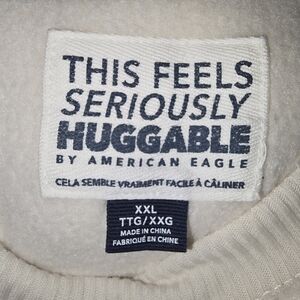 THIS FEELS
SERIOUSLY
HUGGABLE
BY AMERICAN EAGLE
CELA SEMBLE VRAIMENT FACILE À CÂLINER
XXL
TTG/XXG
MADE IN CHINA
FABRIQUÉ EN CHINE